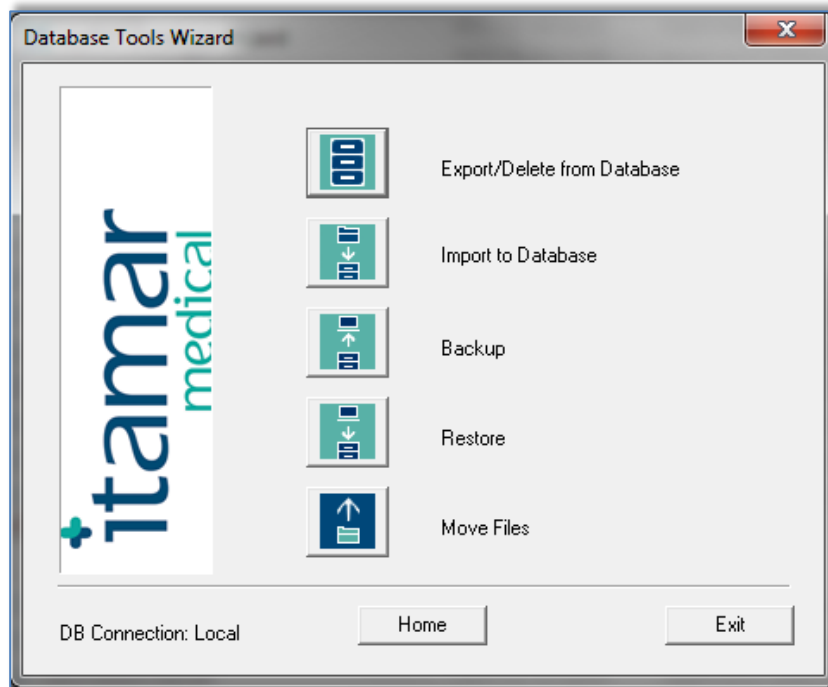 Database Tools Wizard
itamar
medical
Export/Delete from Database
Import to Database
Backup
Restore
Move Files
DB Connection: Local
Home
Exit